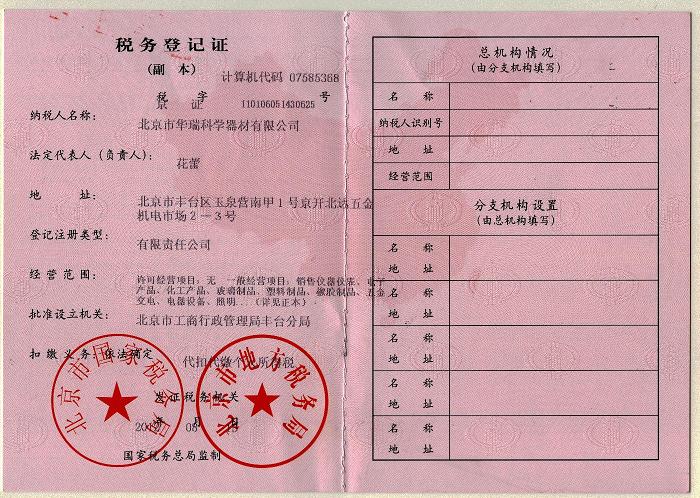 税务登记证
(副 本)
计算机代码 07585368
京 税 证 字 110106051430625 号
纳税人名称：
北京市华瑞科学器材有限公司
法定代表人（负责人）：
花蕾
地 址：
北京市丰台区玉泉营南甲1号京开北达五金
机电市场2－3号
登记注册类型：
有限责任公司
经营范围：
许可经营项目：无 一般经营项目：销售仪器仪表、电子
产品、化工产品、玻璃制品、塑料制品、橡胶制品、五金
交电、电器设备、照明....（详见正本）
批准设立机关：
北京市工商行政管理局丰台分局
扣缴义务：依法确定
代扣代缴个人所得税
北京市国家税务局
北京市地方税务局
发证税务机关
国家税务总局监制
总机构情况
(由分支机构填写)
名 称
纳税人识别号
地 址
经营范围
分支机构设置
(由总机构填写)
名 称
地 址
名 称
地 址
名 称
地 址
名 称
地 址
名 称
地 址